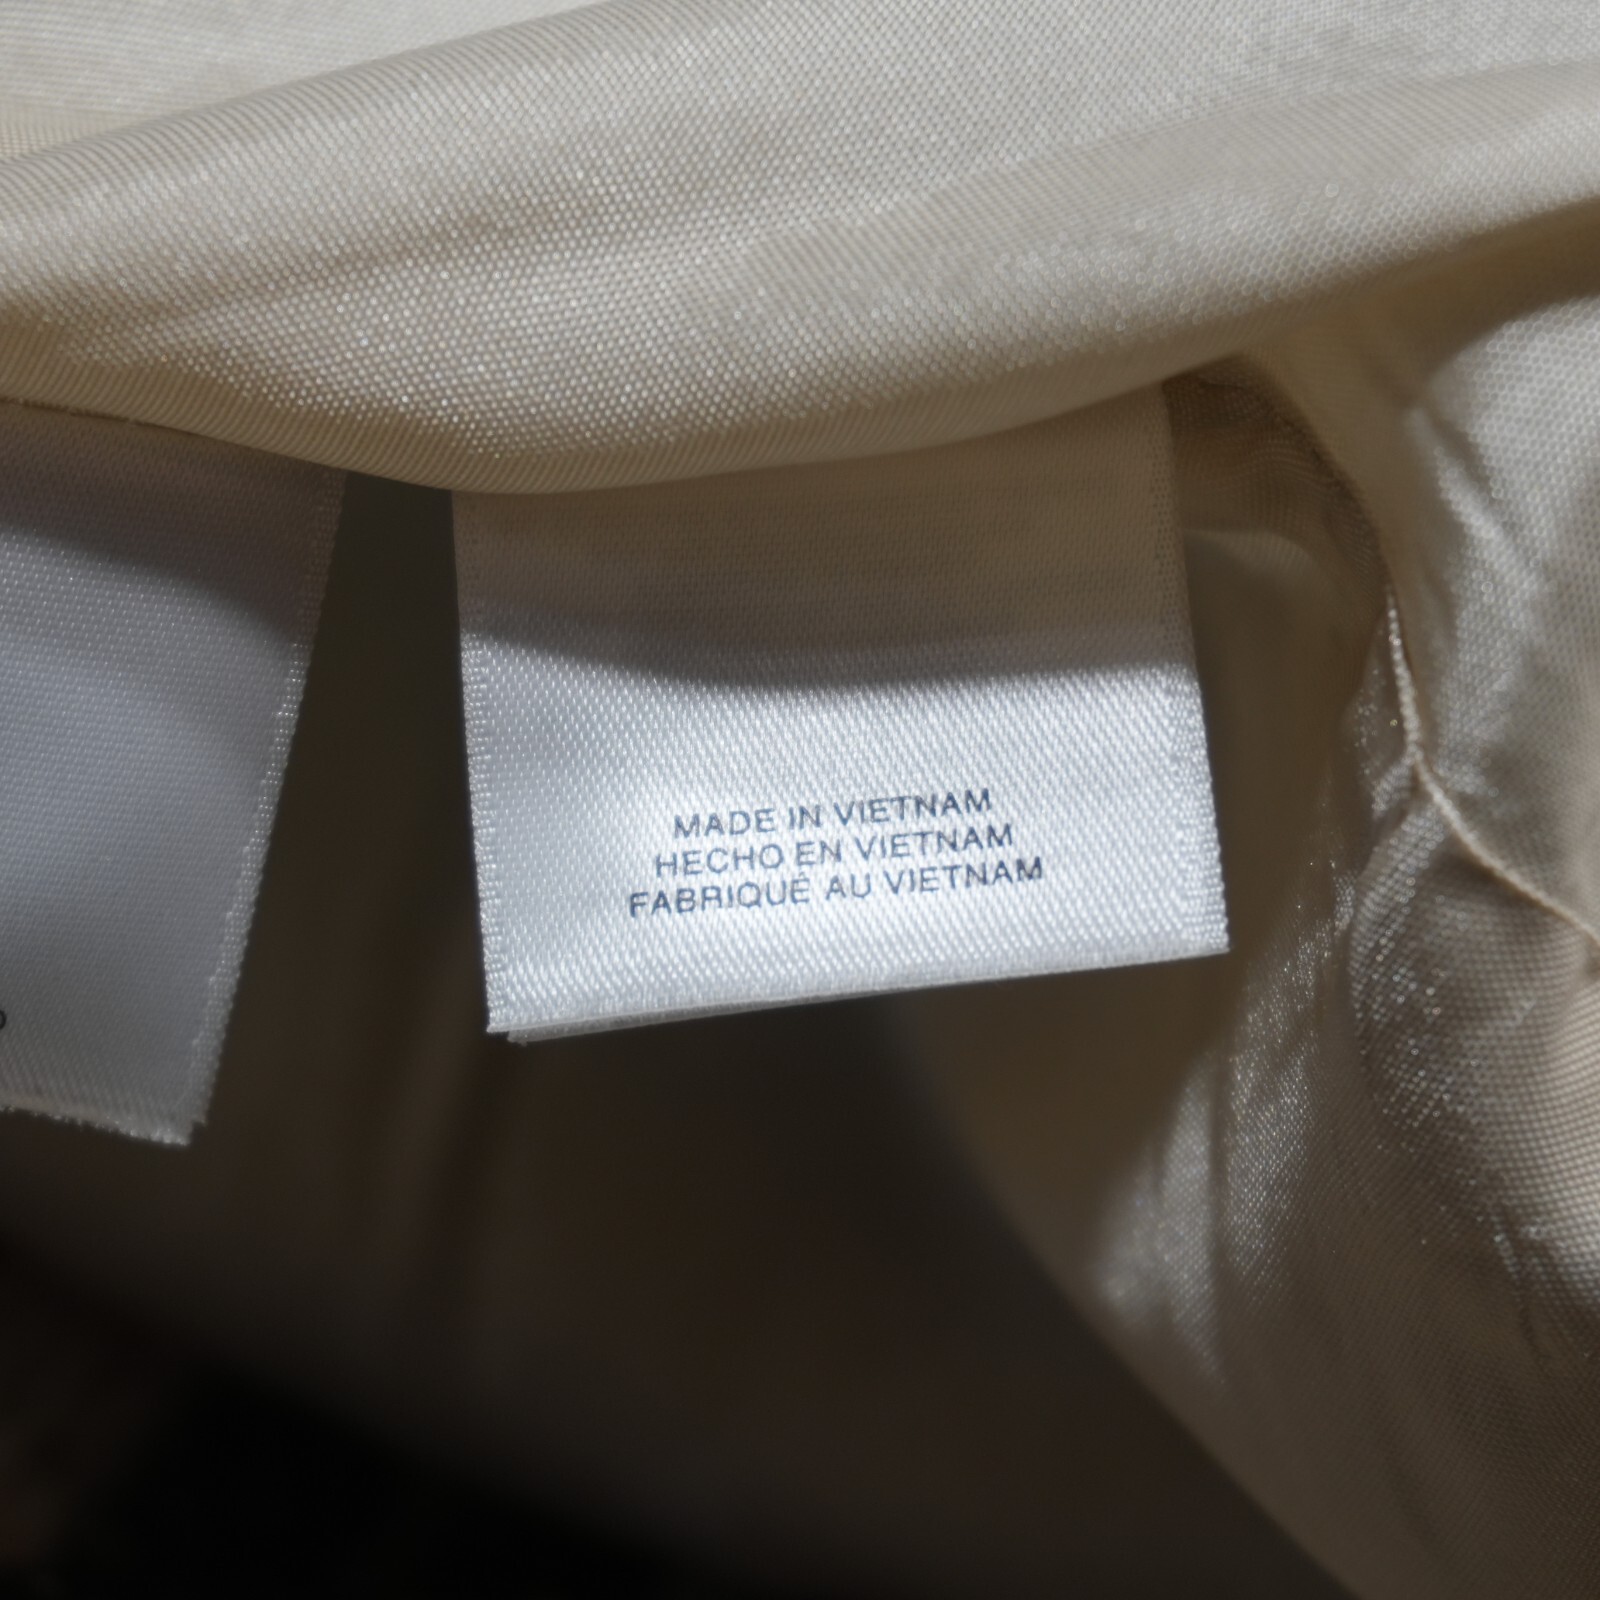 MADE IN VIETNAM
HECHO EN VIETNAM
FABRIQUÉ AU VIETNAM